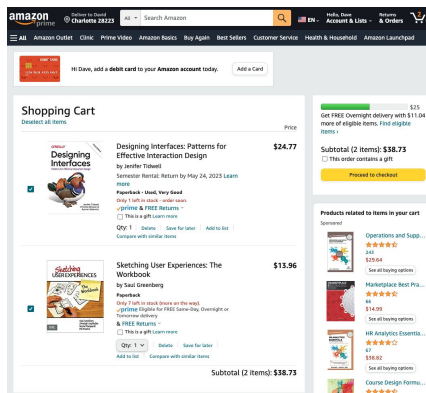 amazon
prime
Deliver to David
Charlotte 28223
All
Search Amazon
EN
Hello, Dave
Account & Lists
Returns
& Orders
2
All
Amazon Outlet
Clinic
Prime Video
Amazon Basics
Buy Again
Best Sellers
Customer Service
Health & Household
Amazon Launchpad
Hi Dave, add a debit card to your Amazon account today.
Add a Card
Shopping Cart
Deselect all items
Price
O'REILLY
Designing
Interfaces
Designing Interfaces: Patterns for
Effective Interaction Design
$24.77
by Jenifer Tidwell
Semester Rental: Return by May 24, 2023 Learn
more
Paperback - Used, Very Good
Only 1 left in stock - order soon
prime & FREE Returns
This is a gift Learn more
Qty: 1
Delete
Save for later
Add to list
Compare with similar items
Sketching
USER EXPERIENCES
The
Workbook
Sketching User Experiences: The
Workbook
$13.96
by Saul Greenberg
Paperback
Only 7 left in stock (more on the way).
prime Eligible for FREE Same-Day, Overnight or
Tomorrow delivery
& FREE Returns
This is a gift Learn more
Qty: 1
Delete
Save for later
Add to list
Compare with similar items
Subtotal (2 items): $38.73
$25
Get FREE Overnight delivery with $11.04
more of eligible items. Find eligible
items ›
Subtotal (2 items): $38.73
This order contains a gift
Proceed to checkout
Products related to items in your cart
Sponsored
Operations and Supp...
243
$29.64
See all buying options
Marketplace Best Pra...
66
$14.99
See all buying options
HR Analytics Essentia...
67
$38.82
See all buying options
Course Design Formu...